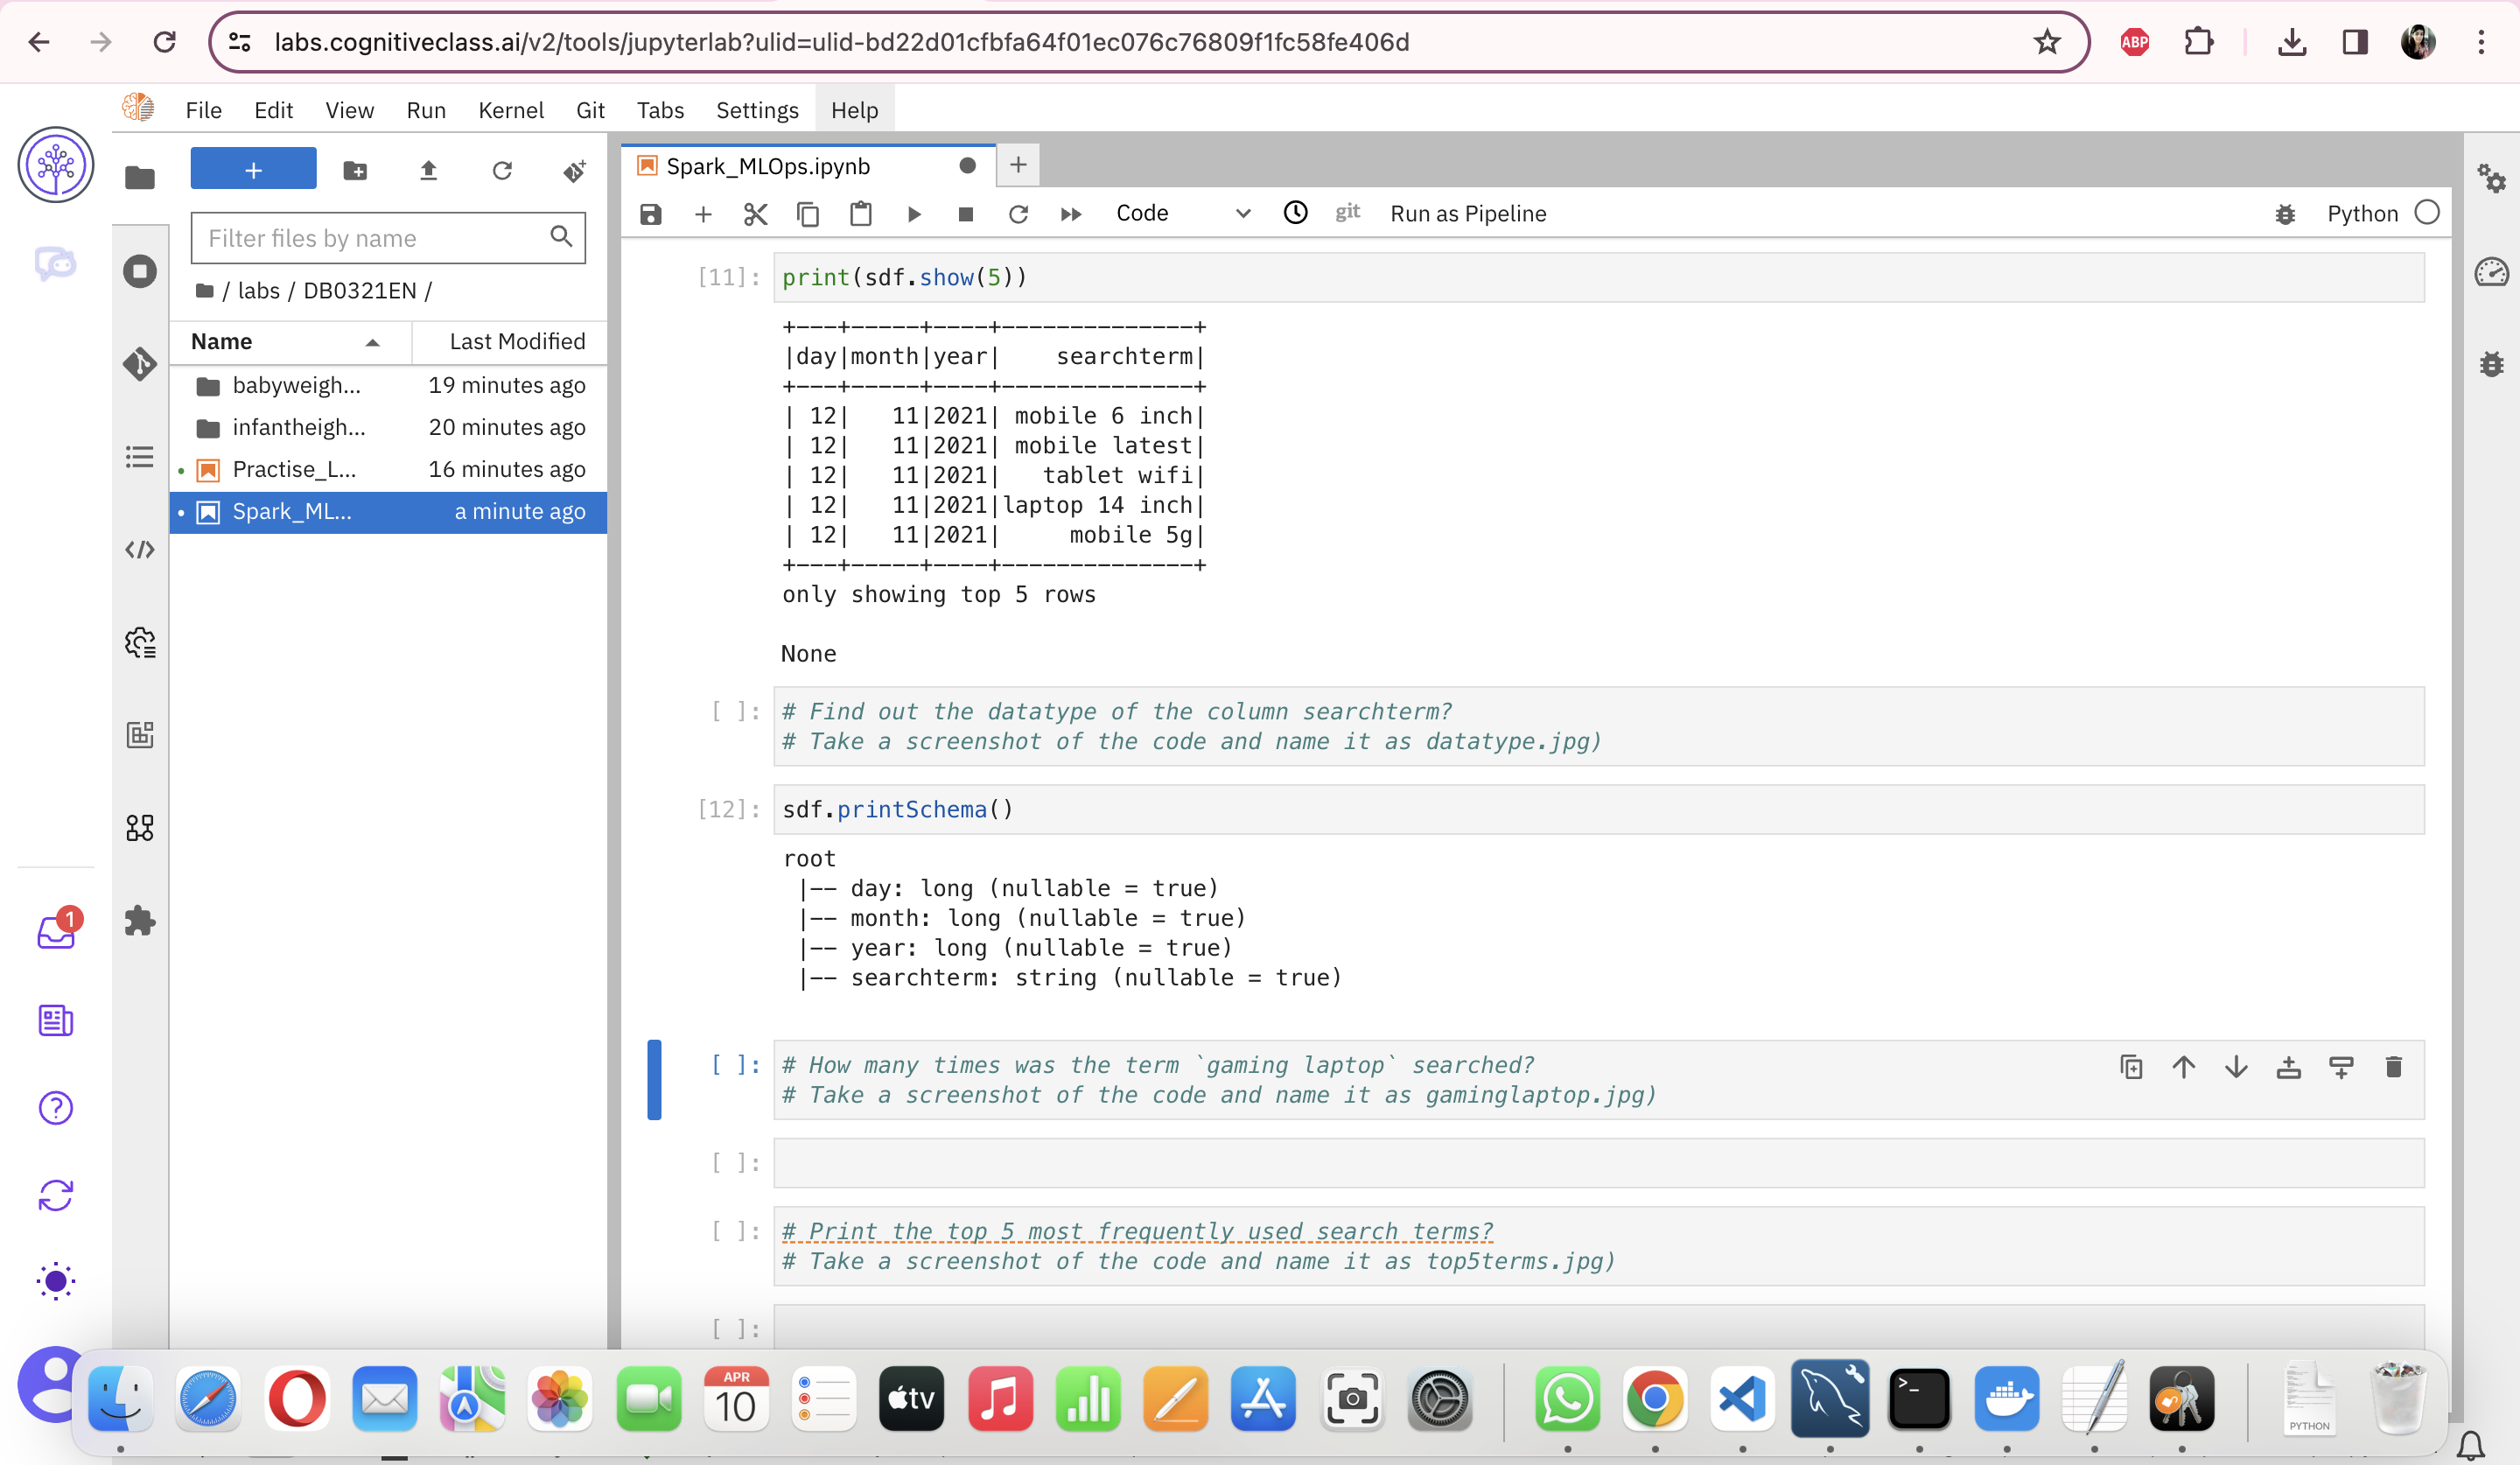 labs.cognitiveclass.ai/v2/tools/jupyterlab?ulid=ulid-bd22d01cfbfa64f01ec076c76809f1fc58fe406d
ABP
File Edit View Run Kernel Git Tabs Settings Help
Spark_MLOps.ipynb
Code
git
Run as Pipeline
Python
Filter files by name
/ labs / DB0321EN /
Name Last Modified
babyweigh... 19 minutes ago
infantheigh... 20 minutes ago
Practise_L... 16 minutes ago
Spark_ML... a minute ago
[11]: print(sdf.show(5))
+---+-----+----+--------------+
|day|month|year|    searchterm|
+---+-----+----+--------------+
| 12|   11|2021| mobile 6 inch|
| 12|   11|2021| mobile latest|
| 12|   11|2021|   tablet wifi|
| 12|   11|2021|laptop 14 inch|
| 12|   11|2021|     mobile 5g|
+---+-----+----+--------------+
only showing top 5 rows
None
[ ]: # Find out the datatype of the column searchterm?
# Take a screenshot of the code and name it as datatype.jpg)
[12]: sdf.printSchema()
root
|-- day: long (nullable = true)
|-- month: long (nullable = true)
|-- year: long (nullable = true)
|-- searchterm: string (nullable = true)
[ ]: # How many times was the term `gaming laptop` searched?
# Take a screenshot of the code and name it as gaminglaptop.jpg)
[ ]:
[ ]: # Print the top 5 most frequently used search terms?
# Take a screenshot of the code and name it as top5terms.jpg)
[ ]:
1
APR
10
tv
>_
PYTHON